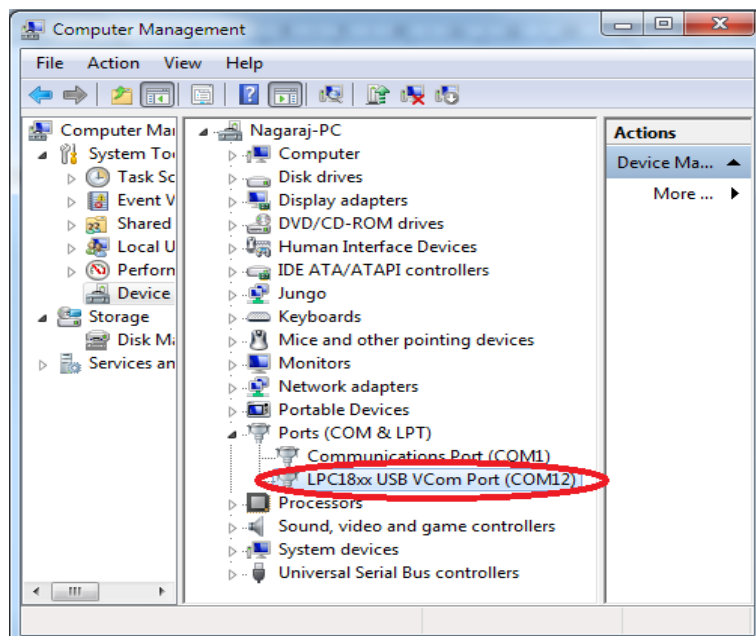 Computer Management
File Action View Help
Computer Mai
System Too
Task Sc
Event V
Shared
Local U
Perform
Device
Storage
Disk Ma
Services an
Nagaraj-PC
Computer
Disk drives
Display adapters
DVD/CD-ROM drives
Human Interface Devices
IDE ATA/ATAPI controllers
Jungo
Keyboards
Mice and other pointing devices
Monitors
Network adapters
Portable Devices
Ports (COM & LPT)
Communications Port (COM1)
LPC18xx USB VCom Port (COM12)
Processors
Sound, video and game controllers
System devices
Universal Serial Bus controllers
Actions
Device Ma...
More ...